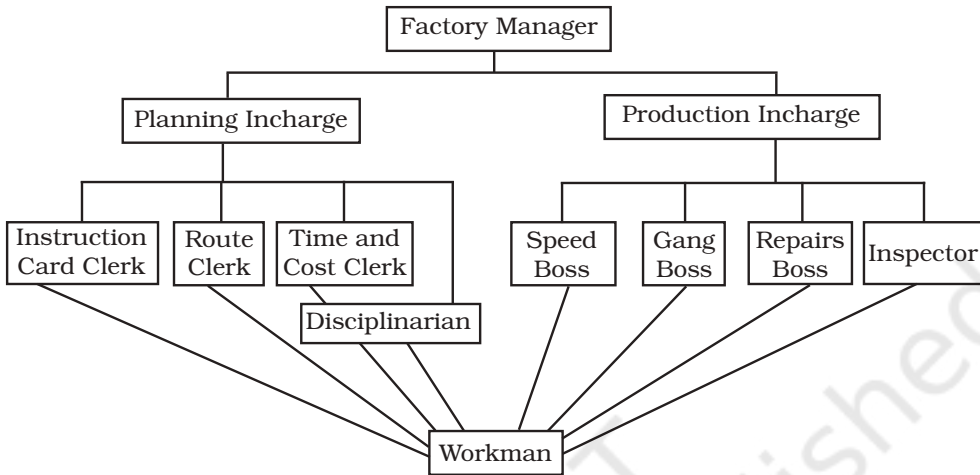 Factory Manager
Planning Incharge
Production Incharge
Instruction
Card Clerk
Route
Clerk
Time and
Cost Clerk
Disciplinarian
Speed
Boss
Gang
Boss
Repairs
Boss
Inspector
Workman